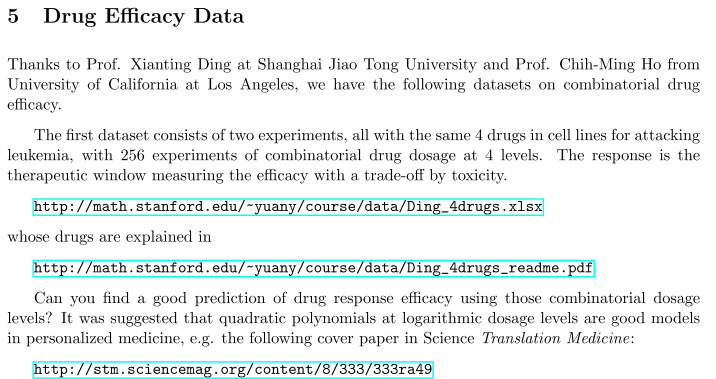 5 Drug Efficacy Data
Thanks to Prof. Xianting Ding at Shanghai Jiao Tong University and Prof. Chih-Ming Ho from
University of California at Los Angeles, we have the following datasets on combinatorial drug
efficacy.
The first dataset consists of two experiments, all with the same 4 drugs in cell lines for attacking
leukemia, with 256 experiments of combinatorial drug dosage at 4 levels. The response is the
therapeutic window measuring the efficacy with a trade-off by toxicity.
http://math.stanford.edu/~yuany/course/data/Ding_4drugs.xlsx
whose drugs are explained in
http://math.stanford.edu/~yuany/course/data/Ding_4drugs_readme.pdf
Can you find a good prediction of drug response efficacy using those combinatorial dosage
levels? It was suggested that quadratic polynomials at logarithmic dosage levels are good models
in personalized medicine, e.g. the following cover paper in Science Translation Medicine:
http://stm.sciencemag.org/content/8/333/333ra49